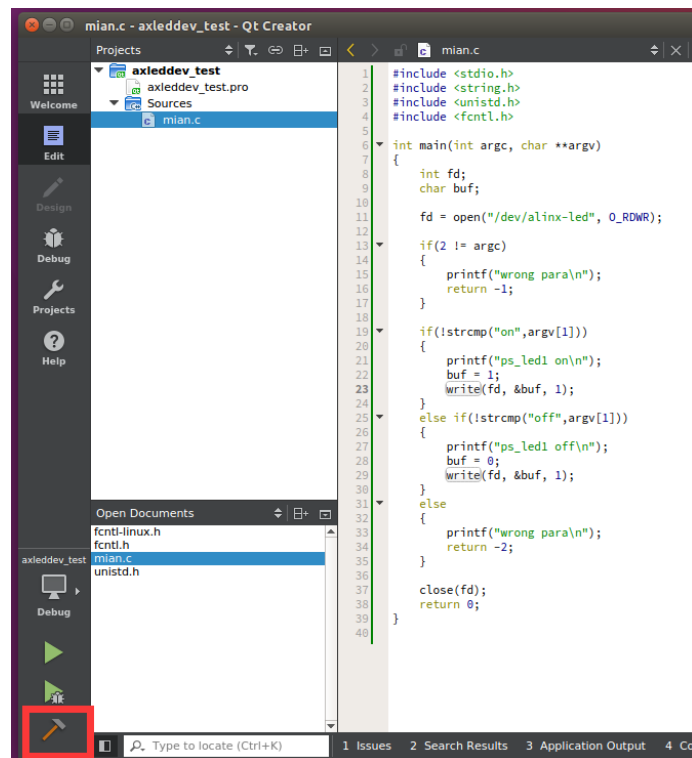 mian.c - axleddev_test - Qt Creator
Projects
mian.c
axleddev_test
axleddev_test.pro
Sources
mian.c
Welcome
Edit
Design
Debug
Projects
Help
1 #include <stdio.h>
2 #include <string.h>
3 #include <unistd.h>
4 #include <fcntl.h>
5
6 int main(int argc, char **argv)
7 {
8 int fd;
9 char buf;
10
11 fd = open("/dev/alinx-led", O_RDWR);
12
13 if(2 != argc)
14 {
15 printf("wrong para\n");
16 return -1;
17 }
18
19 if(!strcmp("on",argv[1]))
20 {
21 printf("ps_led1 on\n");
22 buf = 1;
23 write(fd, &buf, 1);
24 }
25 else if(!strcmp("off",argv[1]))
26 {
27 printf("ps_led1 off\n");
28 buf = 0;
29 write(fd, &buf, 1);
30 }
31 else
32 {
33 printf("wrong para\n");
34 return -2;
35 }
36
37 close(fd);
38 return 0;
39 }
40
Open Documents
fcntl-linux.h
fcntl.h
mian.c
unistd.h
axleddev_test
Debug
Type to locate (Ctrl+K)
1 Issues 2 Search Results 3 Application Output 4